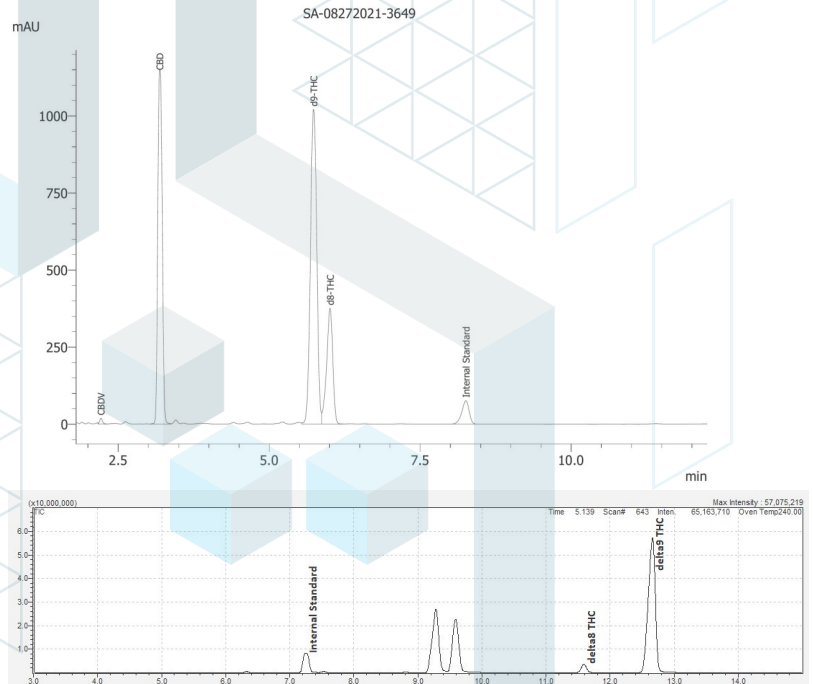 SA-08272021-3649
mAU
CBD
d9-THC
1000
750
500
d8-THC
250
Internal Standard
CBDV
0
2.5 5.0 7.5 10.0
min
(x10,000,000) Max Intensity : 57,075,219
TIC Time 5.139 Scan# 643 Inten. 65,163,710 Oven Temp 240.00
6.0
5.0
4.0
3.0
2.0
1.0
Internal Standard
delta8 THC
delta9 THC
3.0 4.0 5.0 6.0 7.0 8.0 9.0 10.0 11.0 12.0 13.0 14.0